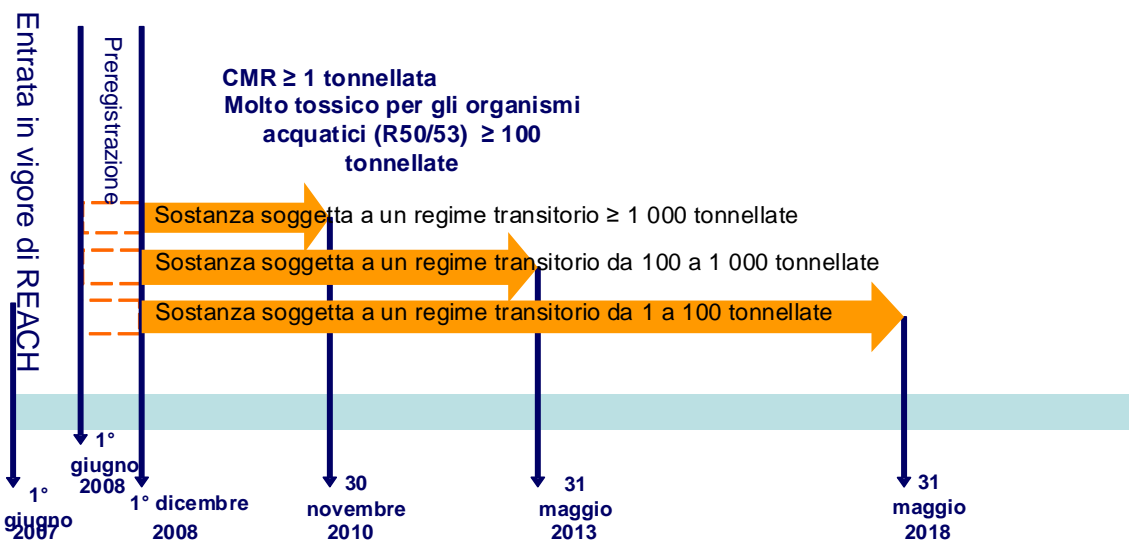 Entrata in vigore di REACH
Preregistrazione
CMR ≥ 1 tonnellata
Molto tossico per gli organismi
acquatici (R50/53) ≥ 100
tonnellate
Sostanza soggetta a un regime transitorio ≥ 1 000 tonnellate
Sostanza soggetta a un regime transitorio da 100 a 1 000 tonnellate
Sostanza soggetta a un regime transitorio da 1 a 100 tonnellate
1°
giugno
2007
1°
giugno
2008
1° dicembre
2008
30
novembre
2010
31
maggio
2013
31
maggio
2018